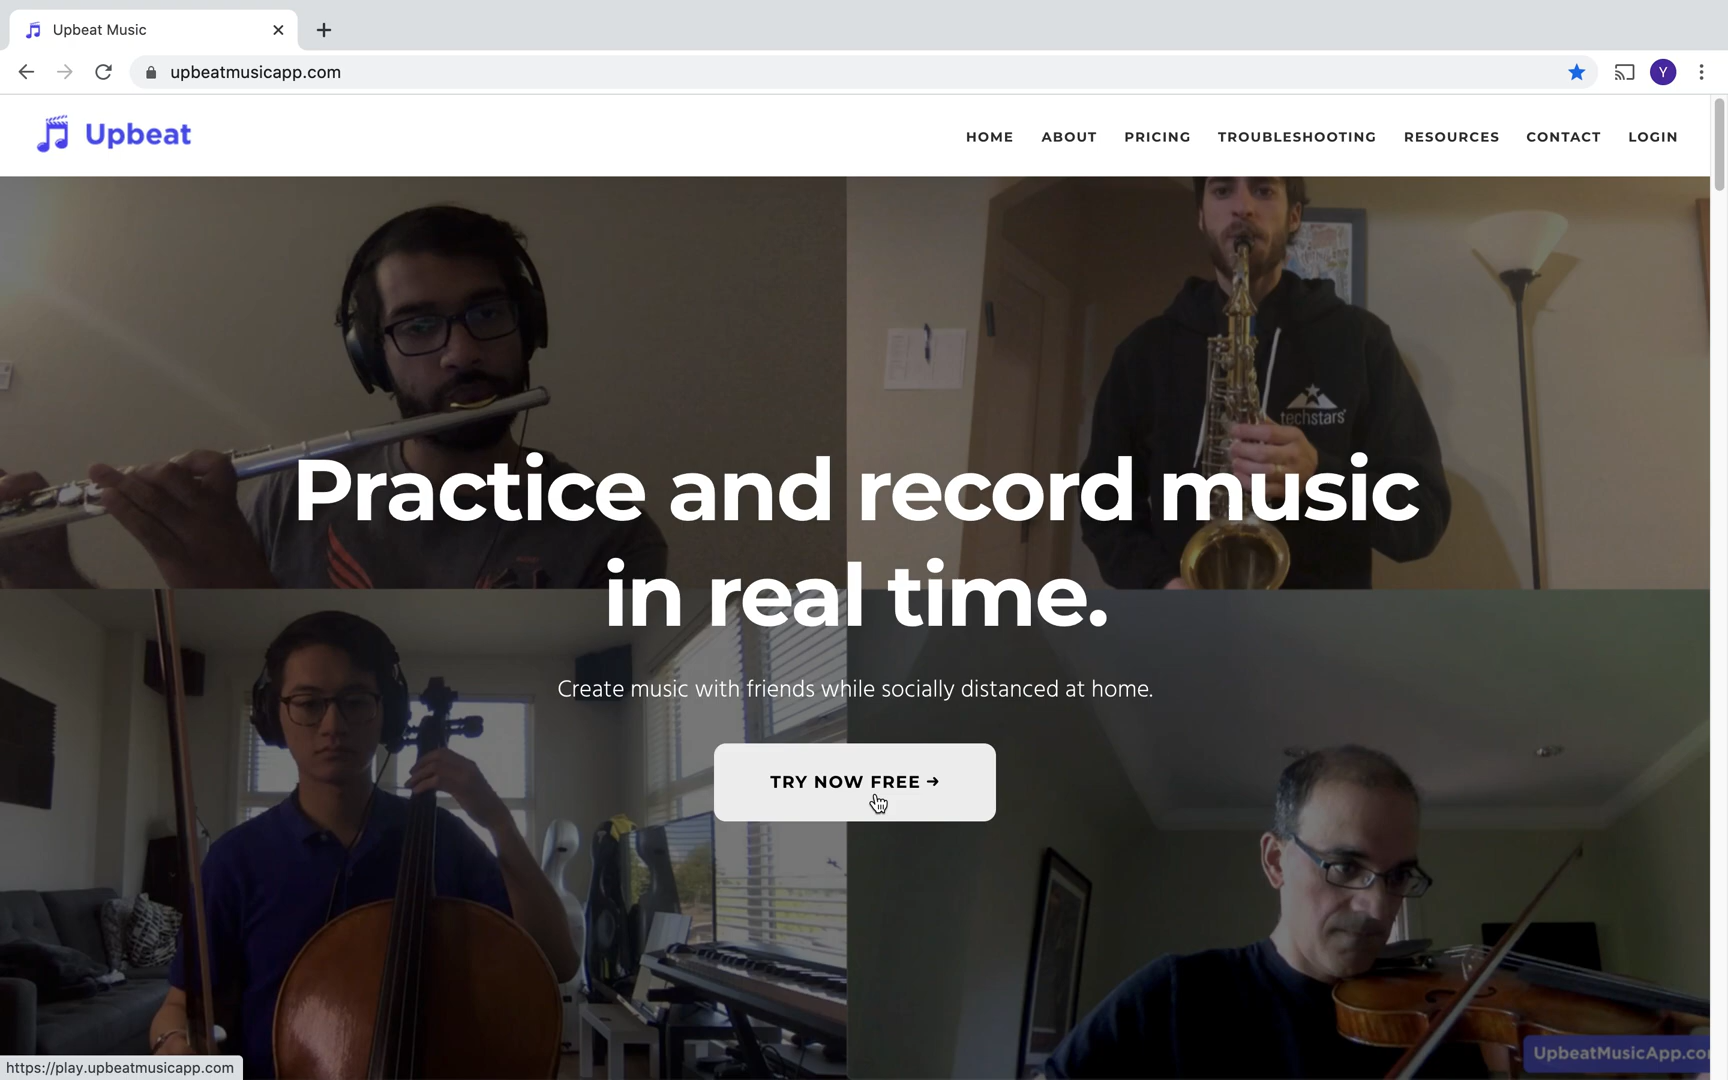 Upbeat Music
upbeatmusicapp.com
Y
Upbeat
HOME ABOUT PRICING TROUBLESHOOTING RESOURCES CONTACT LOGIN
techstars
Practice and record music
in real time.
Create music with friends while socially distanced at home.
TRY NOW FREE →
UpbeatMusicApp.co
https://play.upbeatmusicapp.com